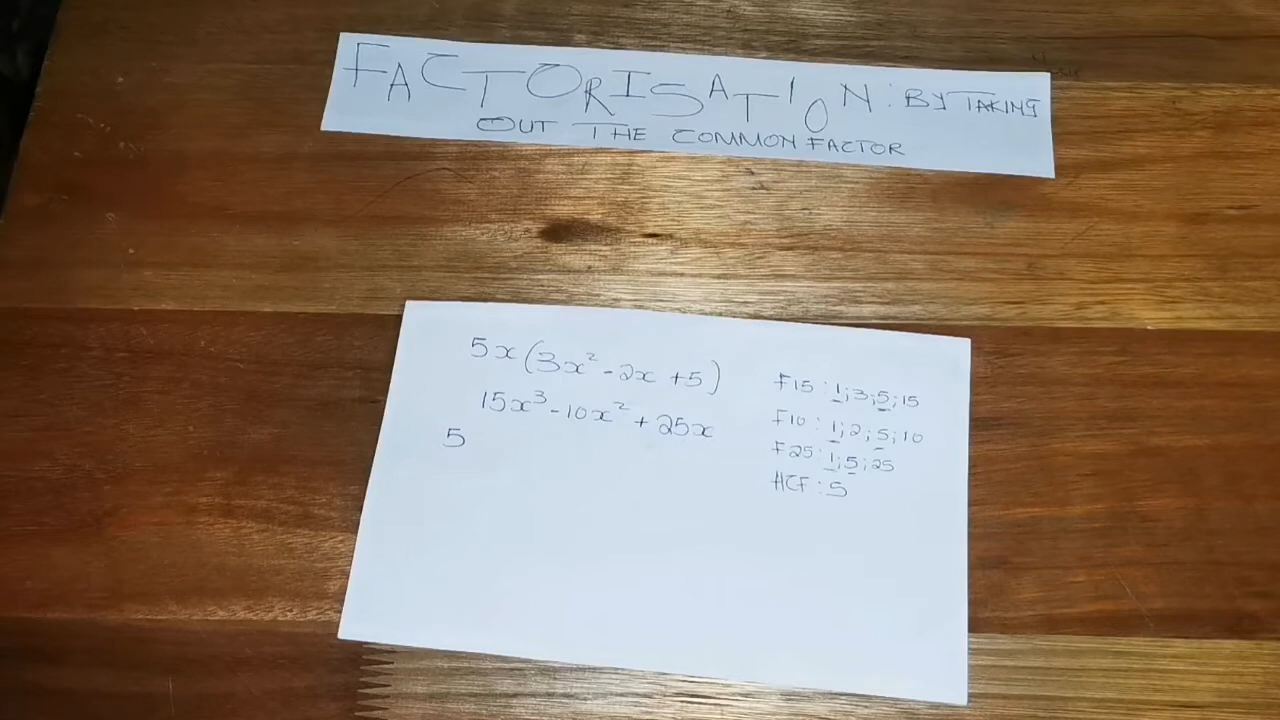 FACTORISATION: BY TAKING
OUT THE COMMON FACTOR
5x(3x² - 2x + 5)
15x³ - 10x² + 25x
5
F15 : 1;3;5;15
F10 : 1;2;5;10
F25 : 1;5;25
HCF : 5